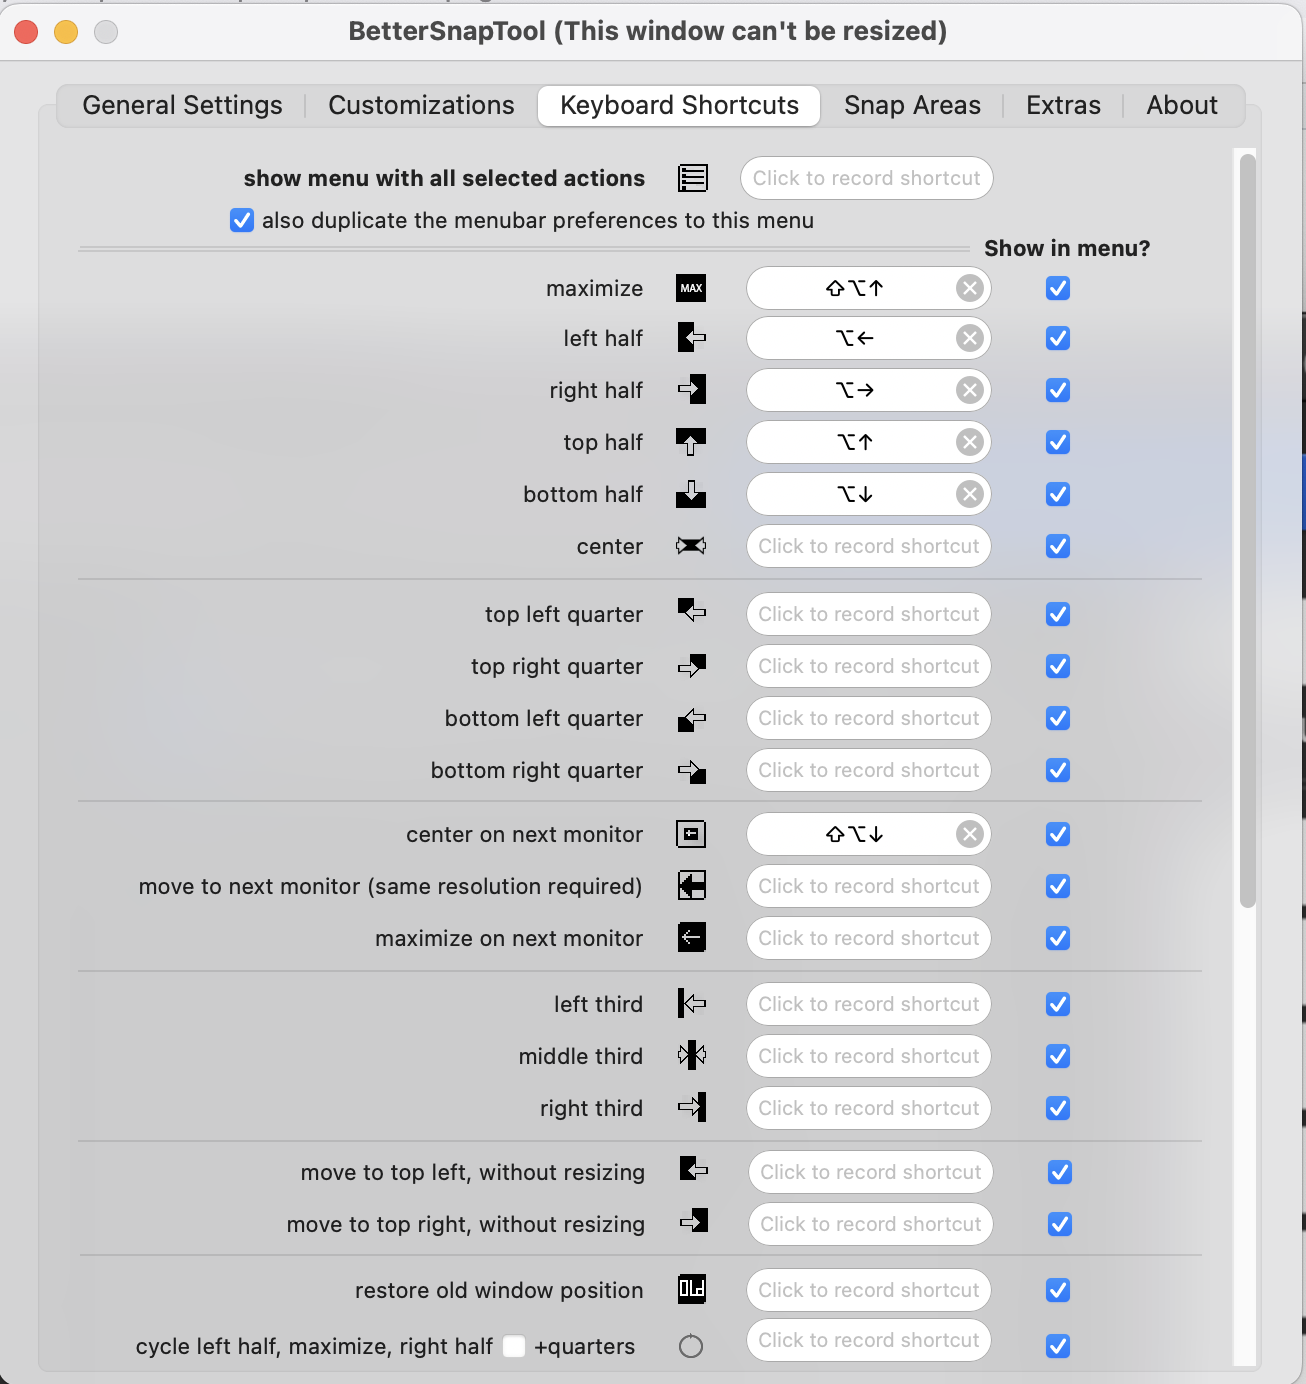 BetterSnapTool (This window can't be resized)
General Settings Customizations Keyboard Shortcuts Snap Areas Extras About
show menu with all selected actions Click to record shortcut
also duplicate the menubar preferences to this menu
Show in menu?
maximize MAX ⇧⌥↑
left half ⌥←
right half ⌥→
top half ⌥↑
bottom half ⌥↓
center Click to record shortcut
top left quarter Click to record shortcut
top right quarter Click to record shortcut
bottom left quarter Click to record shortcut
bottom right quarter Click to record shortcut
center on next monitor ⇧⌥↓
move to next monitor (same resolution required) Click to record shortcut
maximize on next monitor Click to record shortcut
left third Click to record shortcut
middle third Click to record shortcut
right third Click to record shortcut
move to top left, without resizing Click to record shortcut
move to top right, without resizing Click to record shortcut
restore old window position OLD Click to record shortcut
cycle left half, maximize, right half +quarters Click to record shortcut